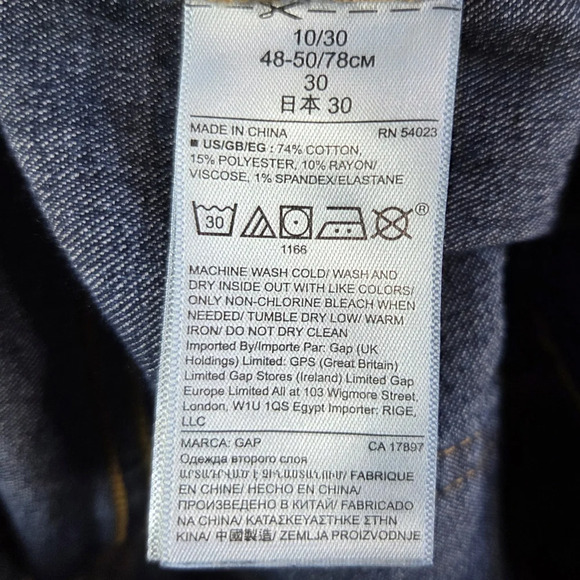 10/30
48-50/78CM
30
日本 30
MADE IN CHINA RN 54023
■ US/GB/EG : 74% COTTON,
15% POLYESTER, 10% RAYON/
VISCOSE, 1% SPANDEX/ELASTANE
30 ®
1166
MACHINE WASH COLD/ WASH AND
DRY INSIDE OUT WITH LIKE COLORS/
ONLY NON-CHLORINE BLEACH WHEN
NEEDED/ TUMBLE DRY LOW/ WARM
IRON/ DO NOT DRY CLEAN
Imported By/Importe Par: Gap (UK
Holdings) Limited: GPS (Great Britain)
Limited Gap Stores (Ireland) Limited Gap
Europe Limited All at 103 Wigmore Street,
London, W1U 1QS Egypt Importer: RIGE,
LLC
MARCA: GAP CA 17897
Одежда второго слоя
ԱՐՏԱԴՐՎԱԾ Է ՉԻՆԱՍՏԱՆՈՒՄ/ FABRIQUE
EN CHINE/ HECHO EN CHINA/
ПРОИЗВЕДЕНО В КИТАЙ/ FABRICADO
NA CHINA/ ΚΑΤΑΣΚΕΥΑΣΤΗΚΕ ΣΤΗΝ
ΚΙΝΑ/ 中國製造/ ZEMLJA PROIZVODNJE